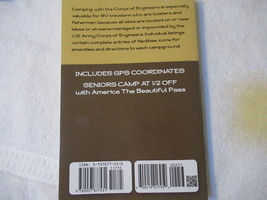 Camping with the Corps of Engineers is especially
valuable for RV travelers who are boaters and
fishermen because all sites are located on or near
lakes or streams managed or impounded by the
U.S. Army Corps of Engineers. Individual listings
contain complete entries of facilities, icons for
amenities and directions to each campground.
INCLUDES GPS COORDINATES
SENIORS CAMP AT 1/2 OFF
with America The Beautiful Pass